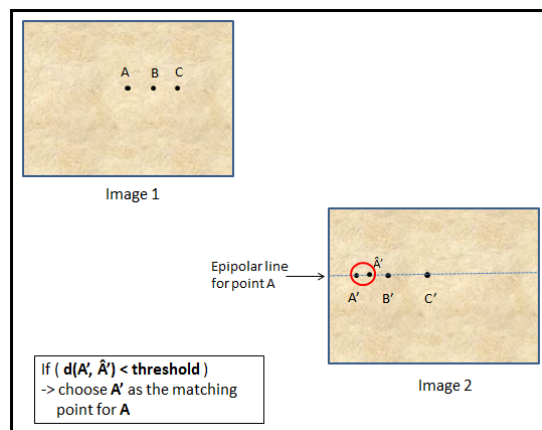 A B C
Image 1
Epipolar line
for point A
Â’
A’ B’ C’
Image 2
If ( d(A’, Â’) < threshold )
-> choose A’ as the matching
point for A